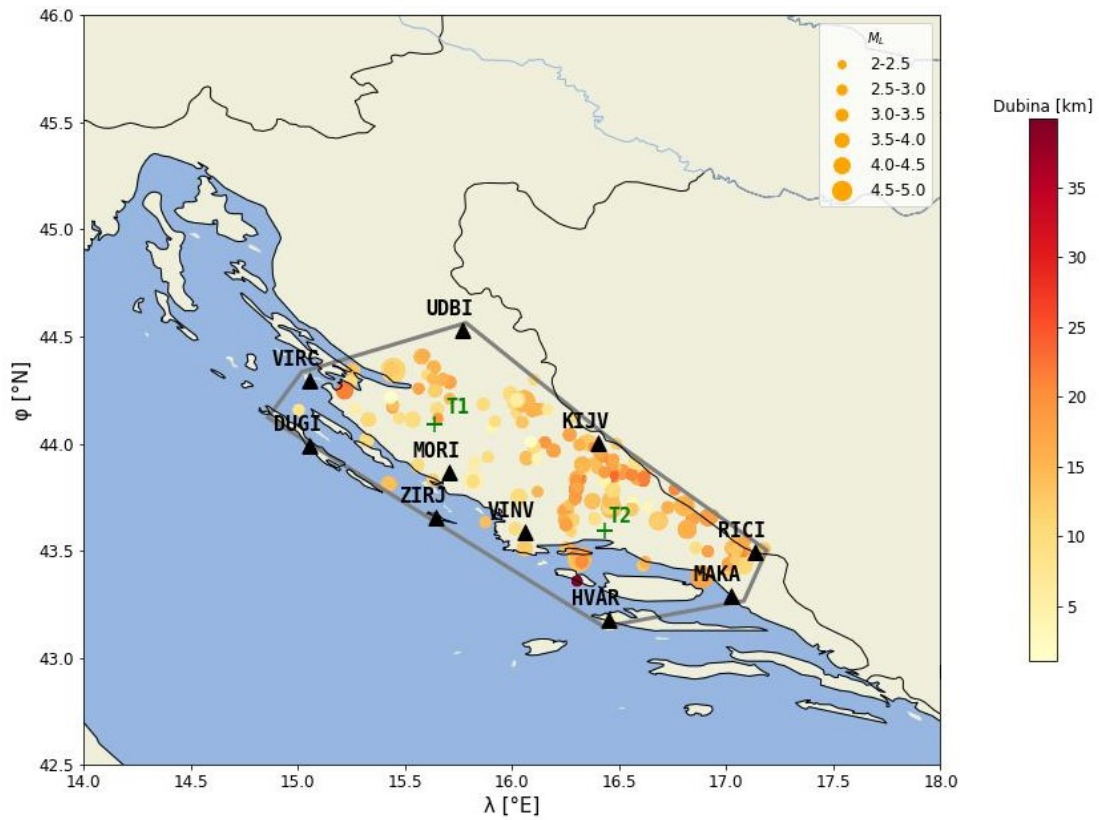 46.0
45.5
45.0
44.5
44.0
43.5
43.0
42.5
φ [°N]
M_L
2-2.5
2.5-3.0
3.0-3.5
3.5-4.0
4.0-4.5
4.5-5.0
Dubina [km]
35
30
25
20
15
10
5
UDBI
VIRC
T1
DUGI
KIJV
MORI
ZIRJ
VINV
T2
RICI
MAKA
HVAR
14.0 14.5 15.0 15.5 16.0 16.5 17.0 17.5 18.0
λ [°E]